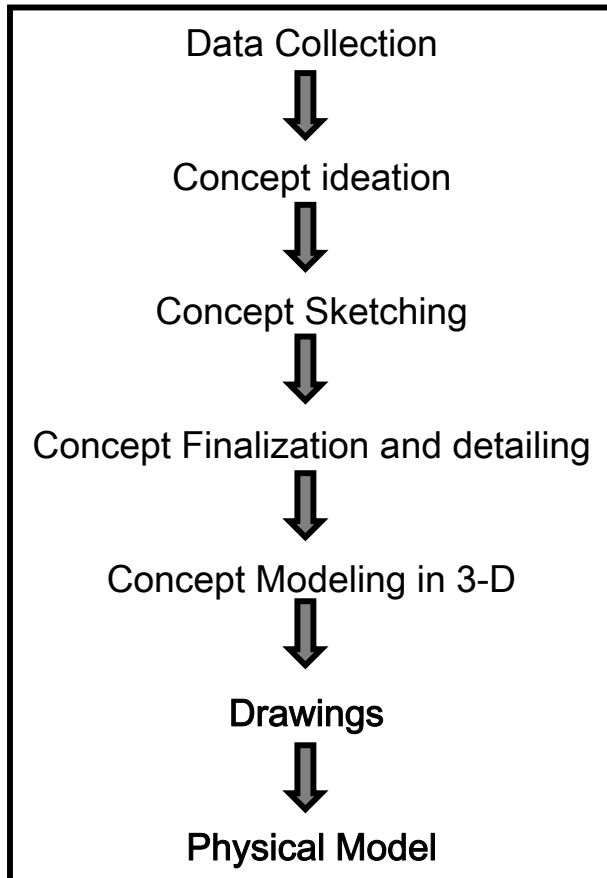 Data Collection
Concept ideation
Concept Sketching
Concept Finalization and detailing
Concept Modeling in 3-D
Drawings
Physical Model